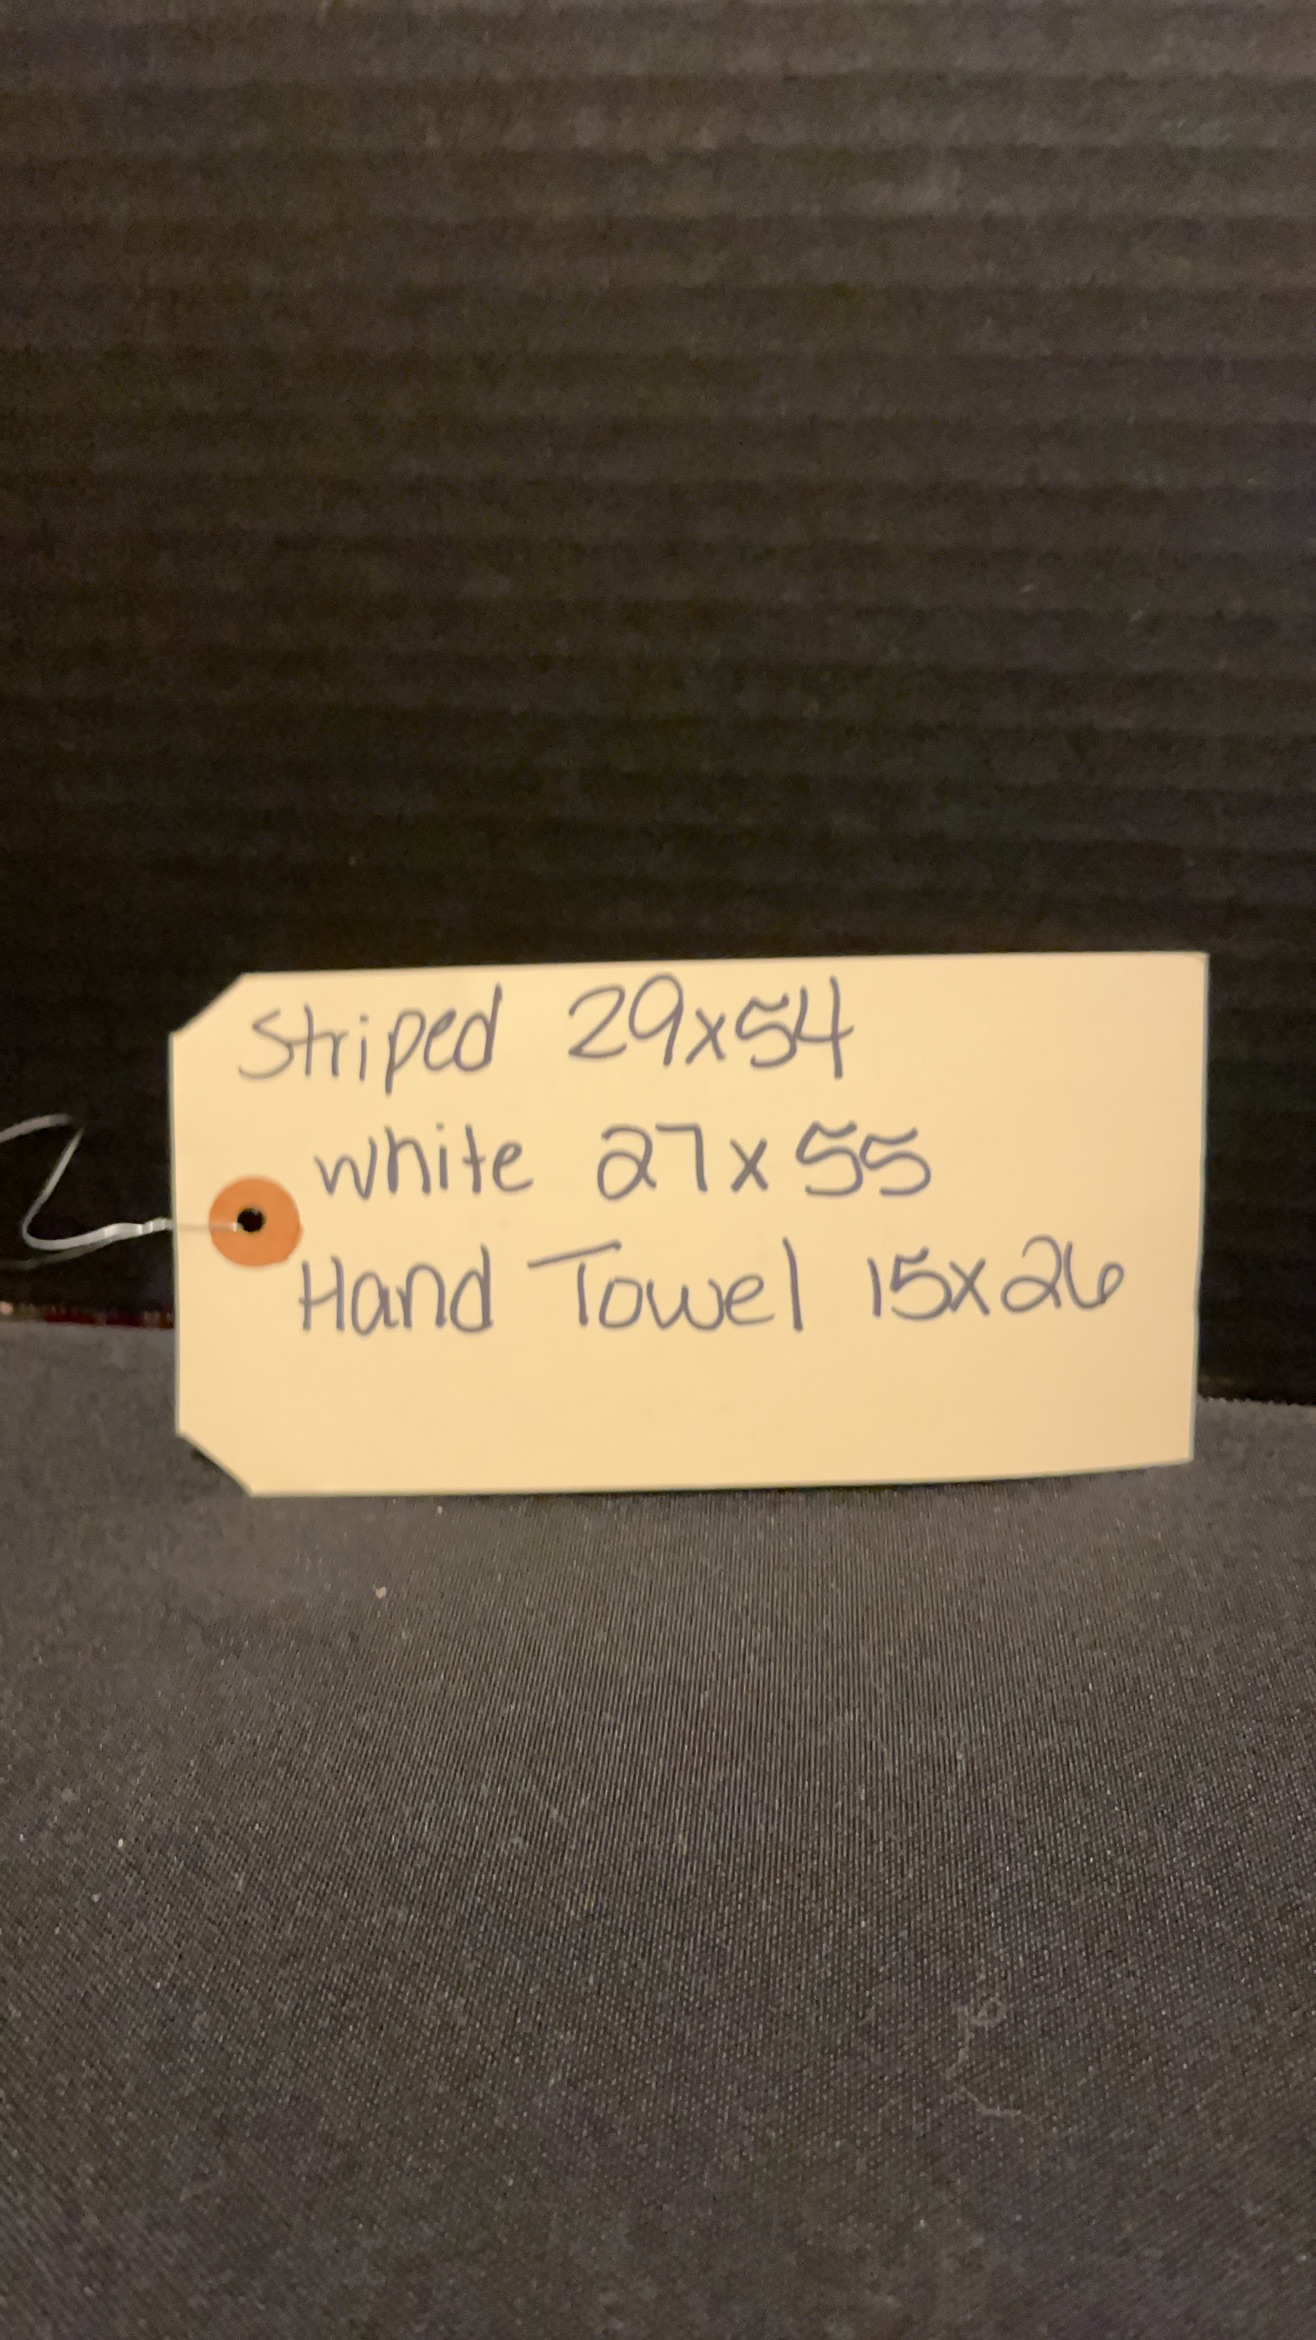 Striped 29x54
white 27x55
Hand Towel 15x26